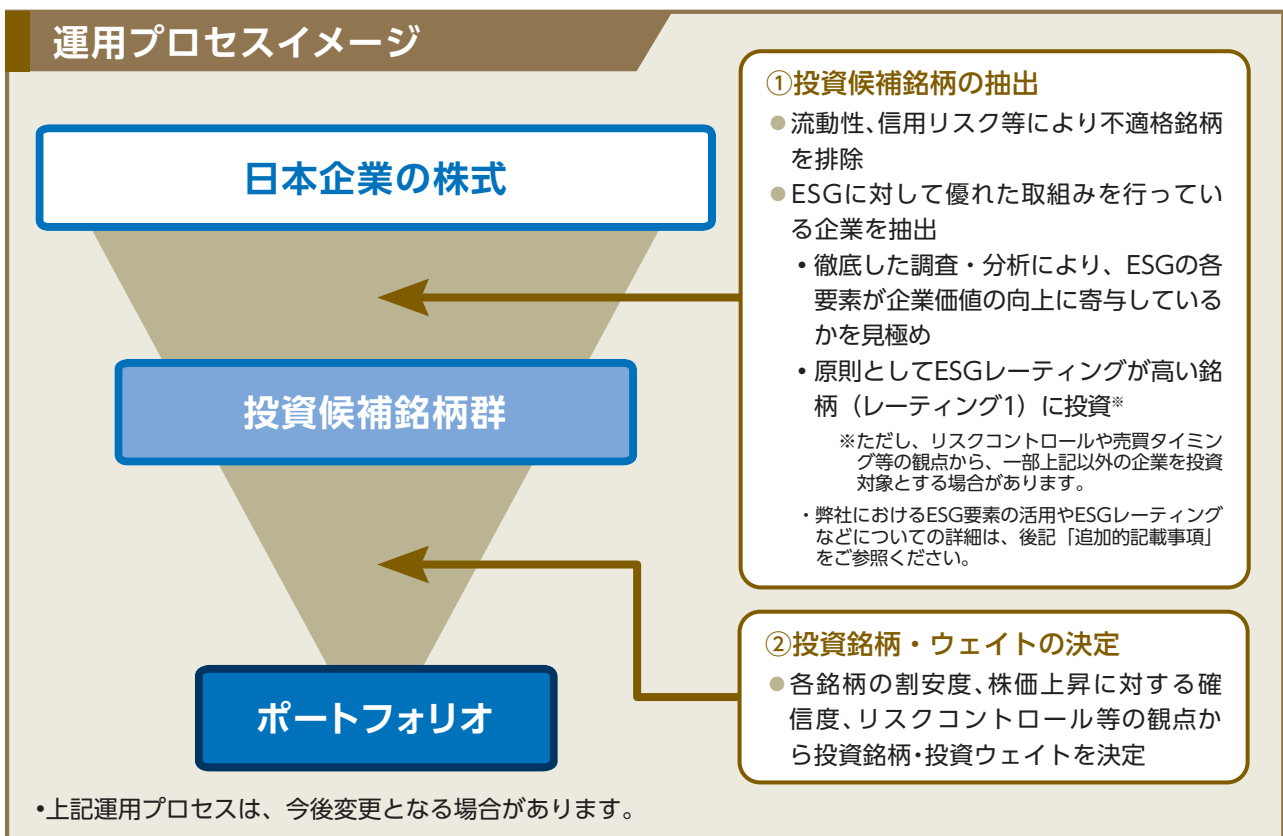 運用プロセスイメージ
日本企業の株式
投資候補銘柄群
ポートフォリオ
①投資候補銘柄の抽出
●流動性、信用リスク等により不適格銘柄
を排除
●ESGに対して優れた取組みを行ってい
る企業を抽出
•徹底した調査・分析により、ESGの各
要素が企業価値の向上に寄与している
かを見極め
•原則としてESGレーティングが高い銘
柄（レーティング1）に投資※
※ただし、リスクコントロールや売買タイミン
グ等の観点から、一部上記以外の企業を投資
対象とする場合があります。
・弊社におけるESG要素の活用やESGレーティング
などについての詳細は、後記「追加的記載事項」
をご参照ください。
②投資銘柄・ウェイトの決定
●各銘柄の割安度、株価上昇に対する確
信度、リスクコントロール等の観点か
ら投資銘柄・投資ウェイトを決定
•上記運用プロセスは、今後変更となる場合があります。